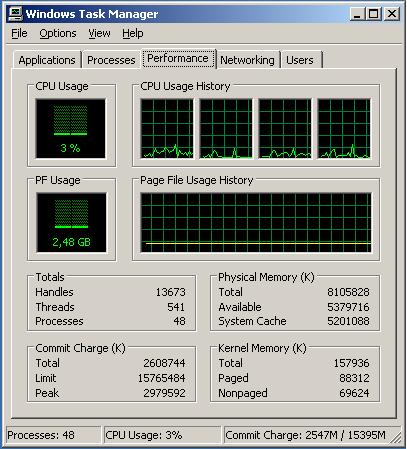 Windows Task Manager
File Options View Help
Applications Processes Performance Networking Users
CPU Usage
3 %
CPU Usage History
PF Usage
2,48 GB
Page File Usage History
Totals
Handles 13673
Threads 541
Processes 48
Physical Memory (K)
Total 8105828
Available 5379716
System Cache 5201088
Commit Charge (K)
Total 2608744
Limit 15765484
Peak 2979592
Kernel Memory (K)
Total 157936
Paged 88312
Nonpaged 69624
Processes: 48 CPU Usage: 3% Commit Charge: 2547M / 15395M